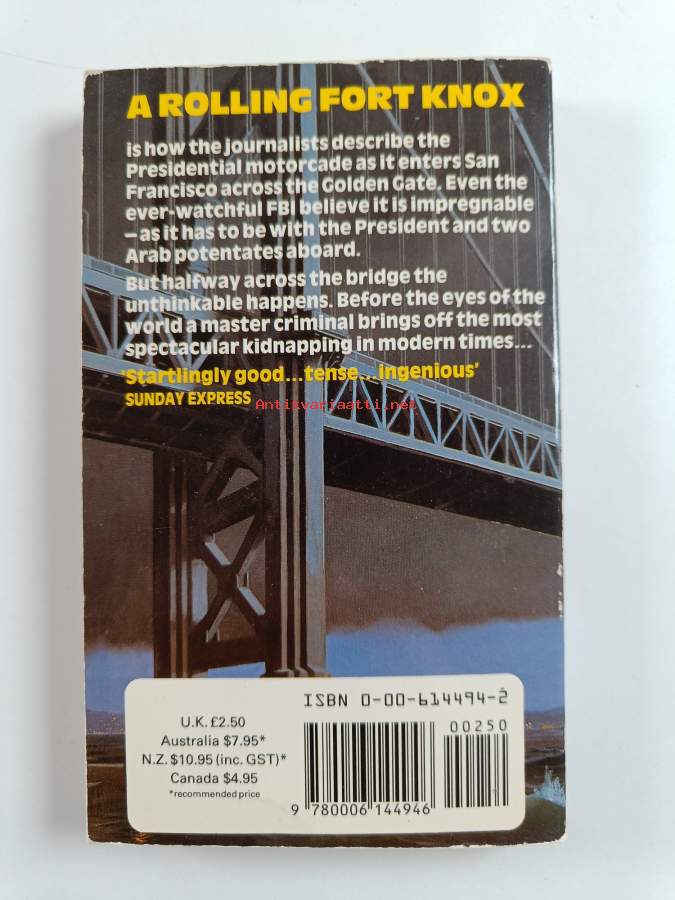 A ROLLING FORT KNOX
is how the journalists describe the
Presidential motorcade as it enters San
Francisco across the Golden Gate. Even the
ever-watchful FBI believe it is impregnable
– as it has to be with the President and two
Arab potentates aboard.
But halfway across the bridge the
unthinkable happens. Before the eyes of the
world a master criminal brings off the most
spectacular kidnapping in modern times...
'Startlingly good...tense...ingenious'
SUNDAY EXPRESS
Antikvariaatti.net
ISBN 0-00-614494-2
U.K. £2.50
Australia $7.95*
N.Z. $10.95 (inc. GST)*
Canada $4.95
*recommended price
00250
9 780006 144946